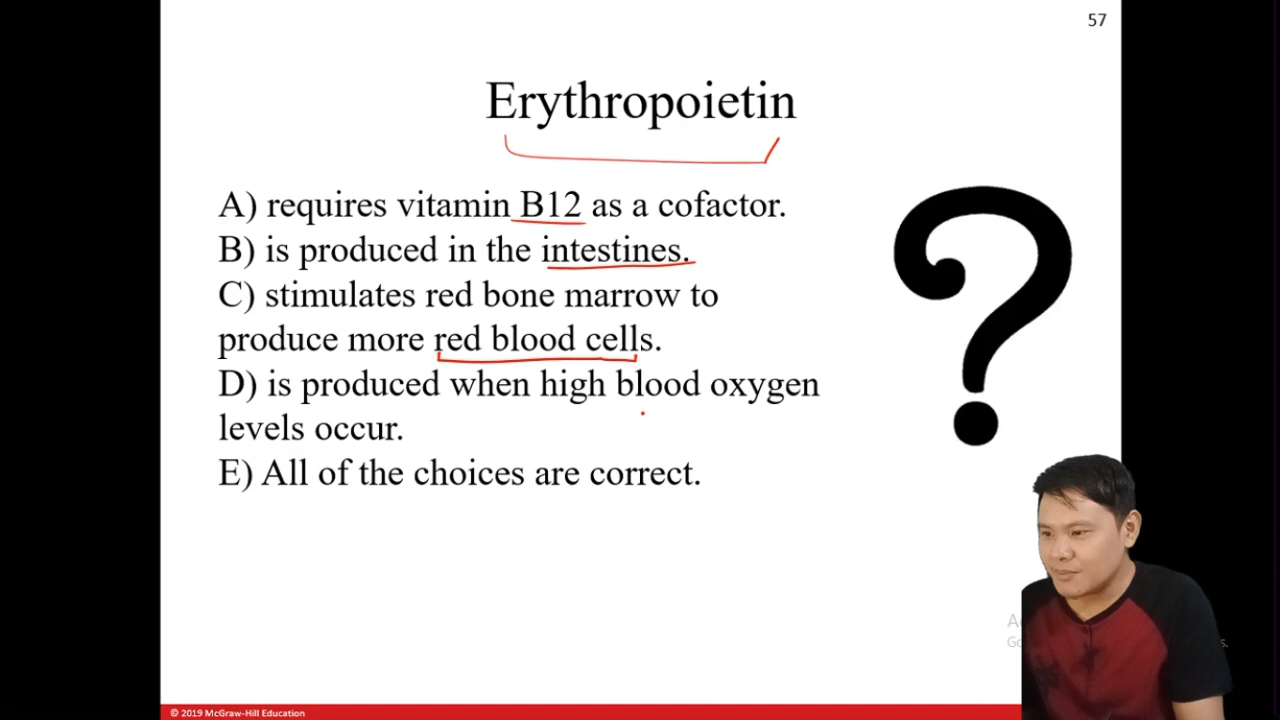 57
Erythropoietin
A) requires vitamin B12 as a cofactor.
B) is produced in the intestines.
C) stimulates red bone marrow to
produce more red blood cells.
D) is produced when high blood oxygen
levels occur.
E) All of the choices are correct.
© 2019 McGraw-Hill Education